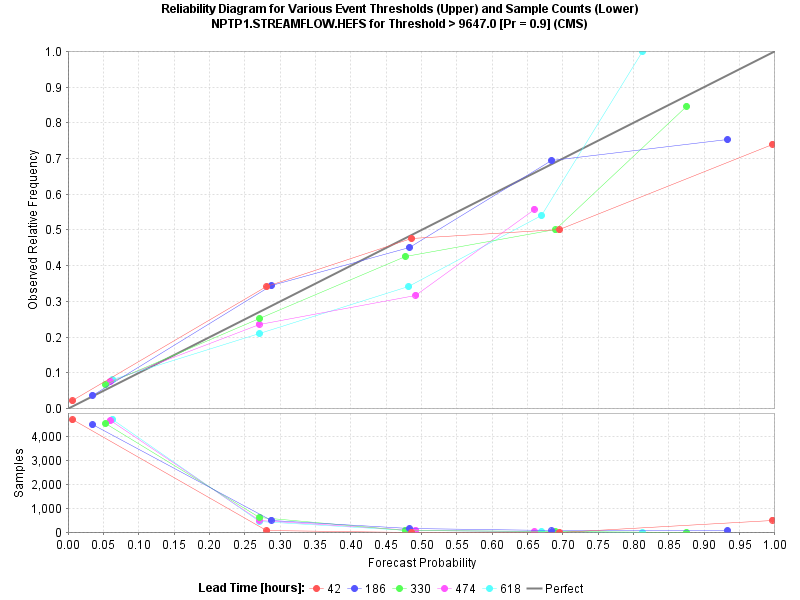 Reliability Diagram for Various Event Thresholds (Upper) and Sample Counts (Lower)
NPTP1.STREAMFLOW.HEFS for Threshold > 9647.0 [Pr = 0.9] (CMS)
Observed Relative Frequency
1.0
0.9
0.8
0.7
0.6
0.5
0.4
0.3
0.2
0.1
0.0
Samples
4,000
3,000
2,000
1,000
0
0.00 0.05 0.10 0.15 0.20 0.25 0.30 0.35 0.40 0.45 0.50 0.55 0.60 0.65 0.70 0.75 0.80 0.85 0.90 0.95 1.00
Forecast Probability
Lead Time [hours]: 42 186 330 474 618 Perfect